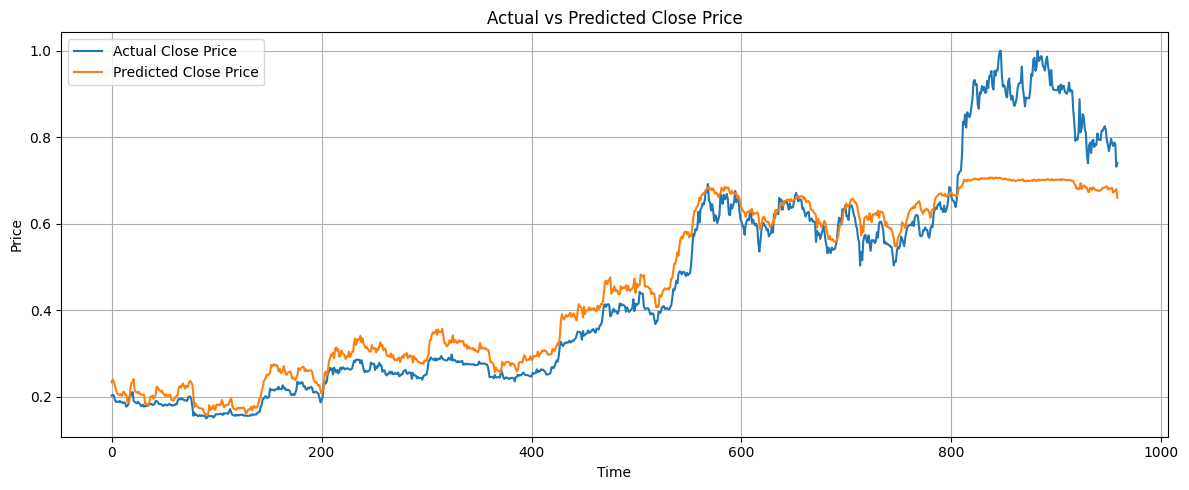 Actual vs Predicted Close Price
Actual Close Price
Predicted Close Price
Price
1.0
0.8
0.6
0.4
0.2
0 200 400 600 800 1000
Time